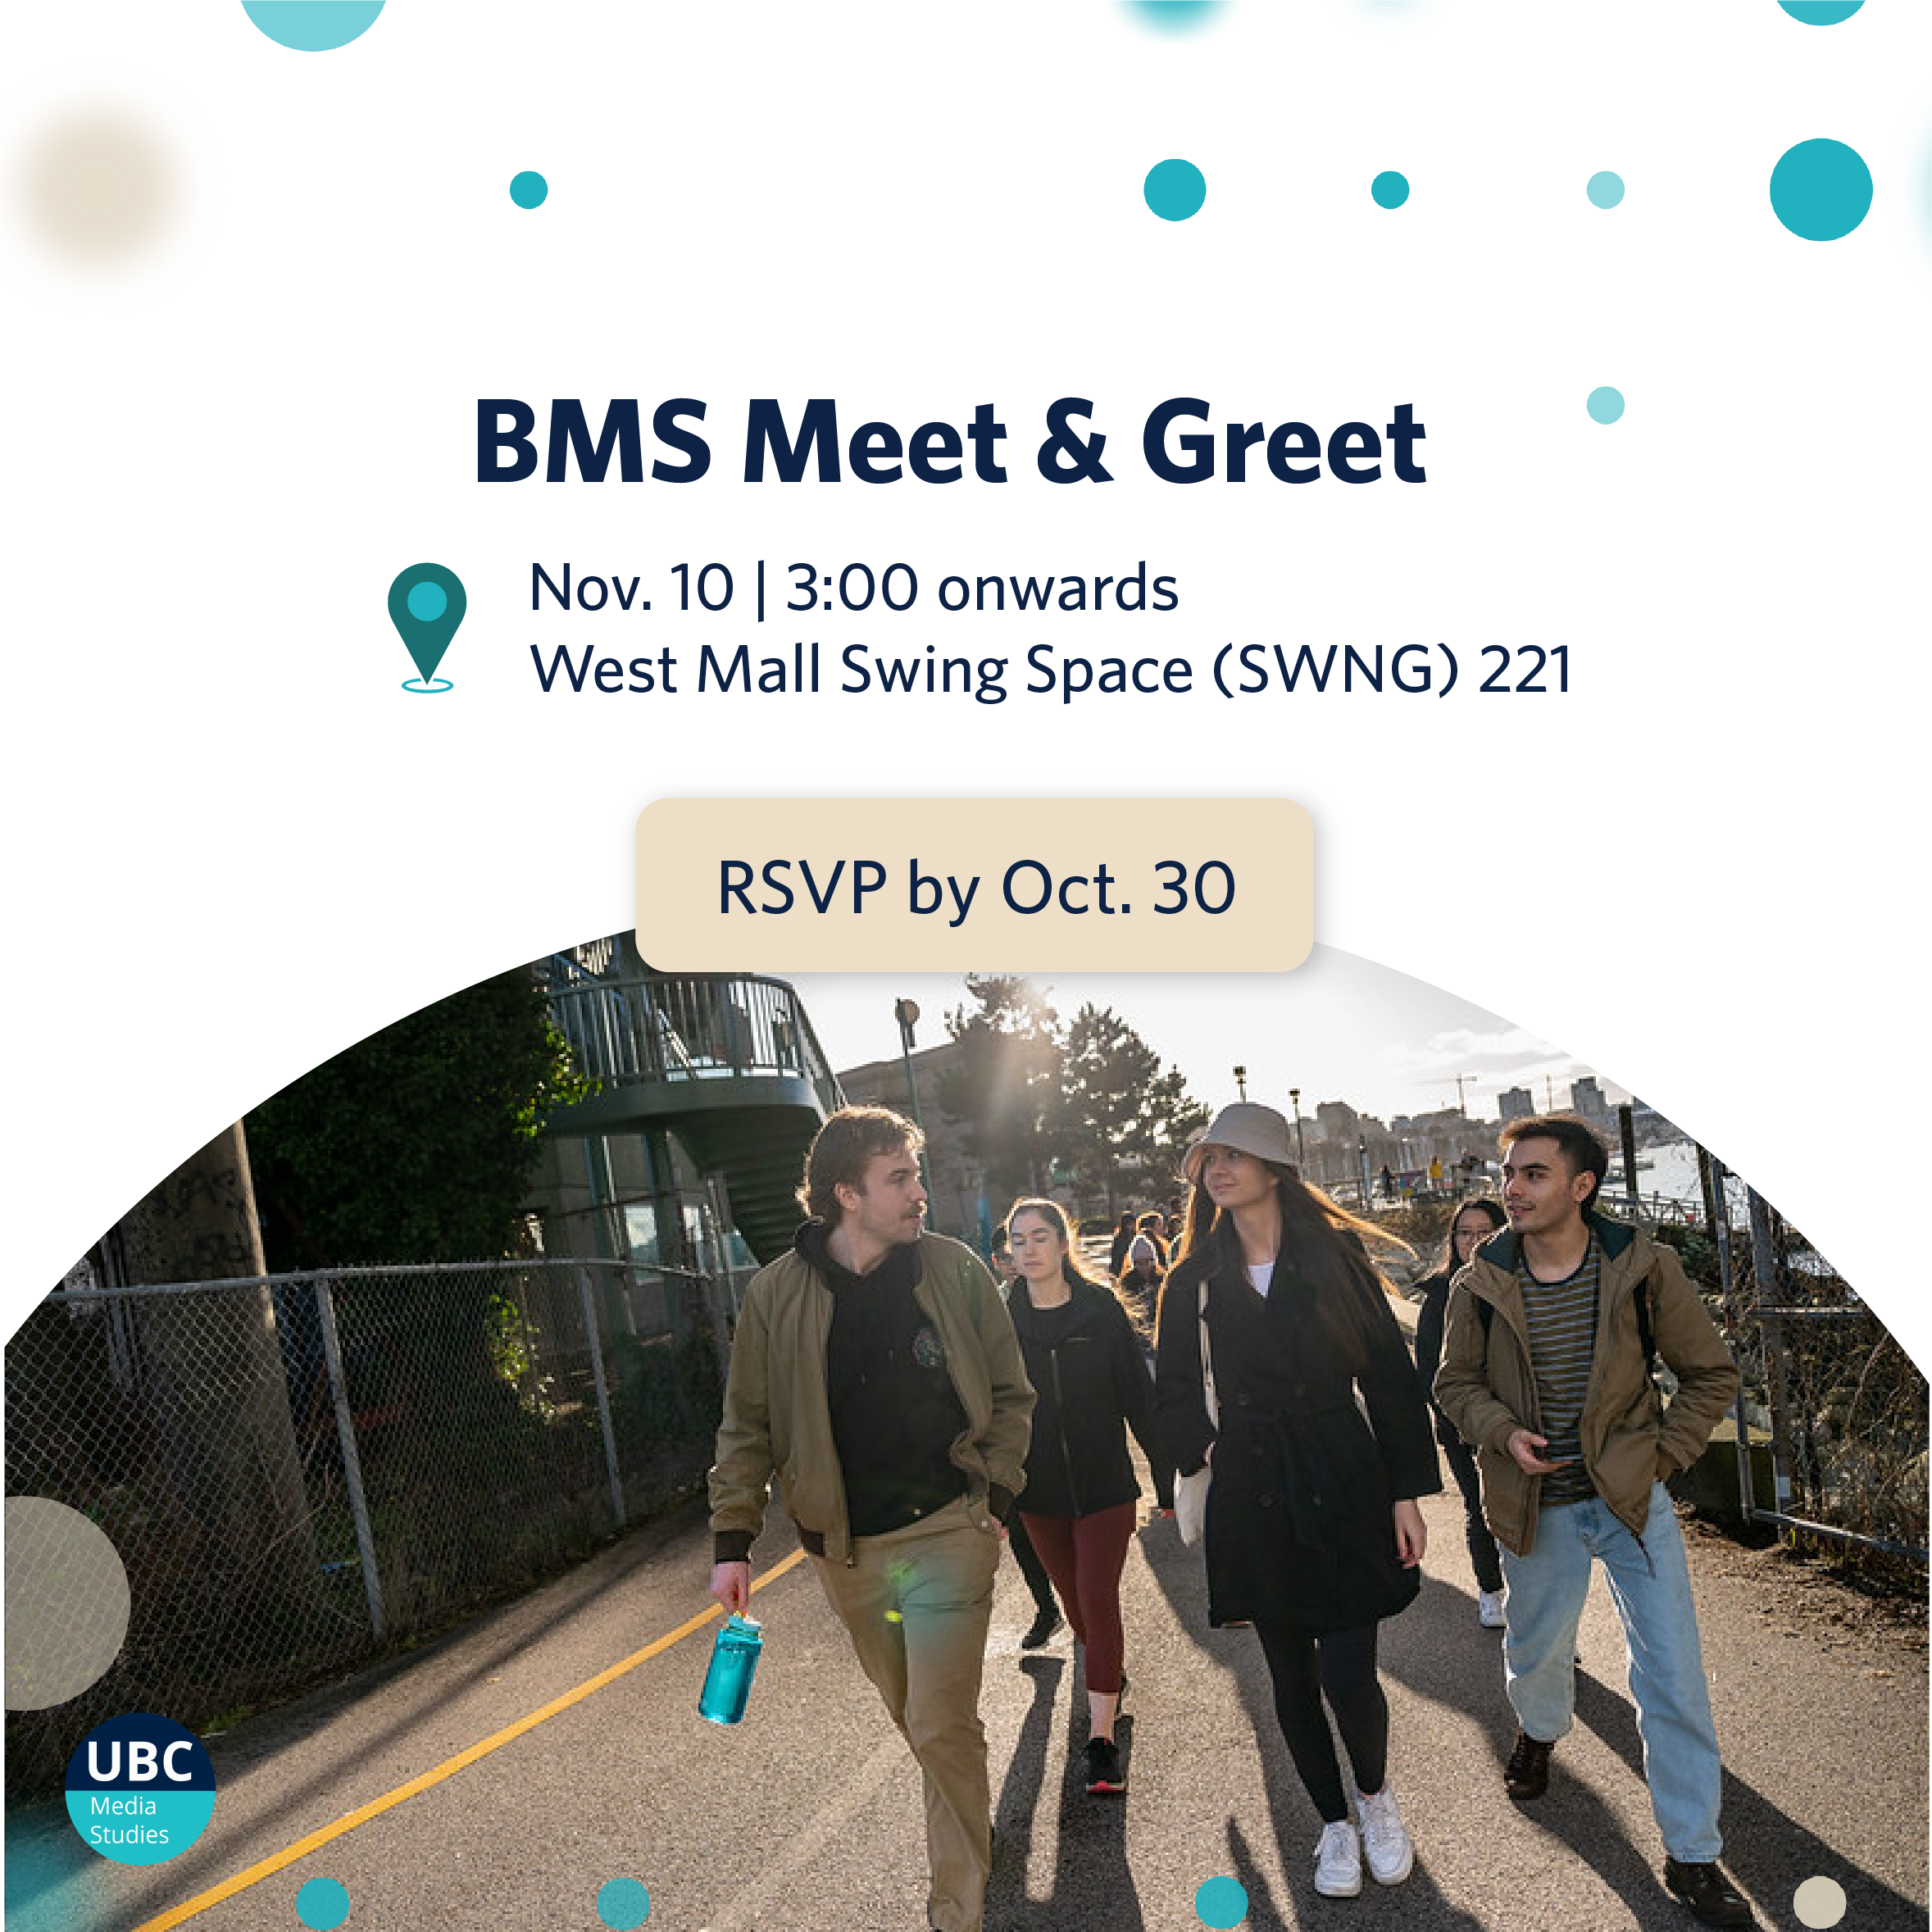 BMS Meet & Greet
Nov. 10 | 3:00 onwards
West Mall Swing Space (SWNG) 221
RSVP by Oct. 30
UBC
Media
Studies